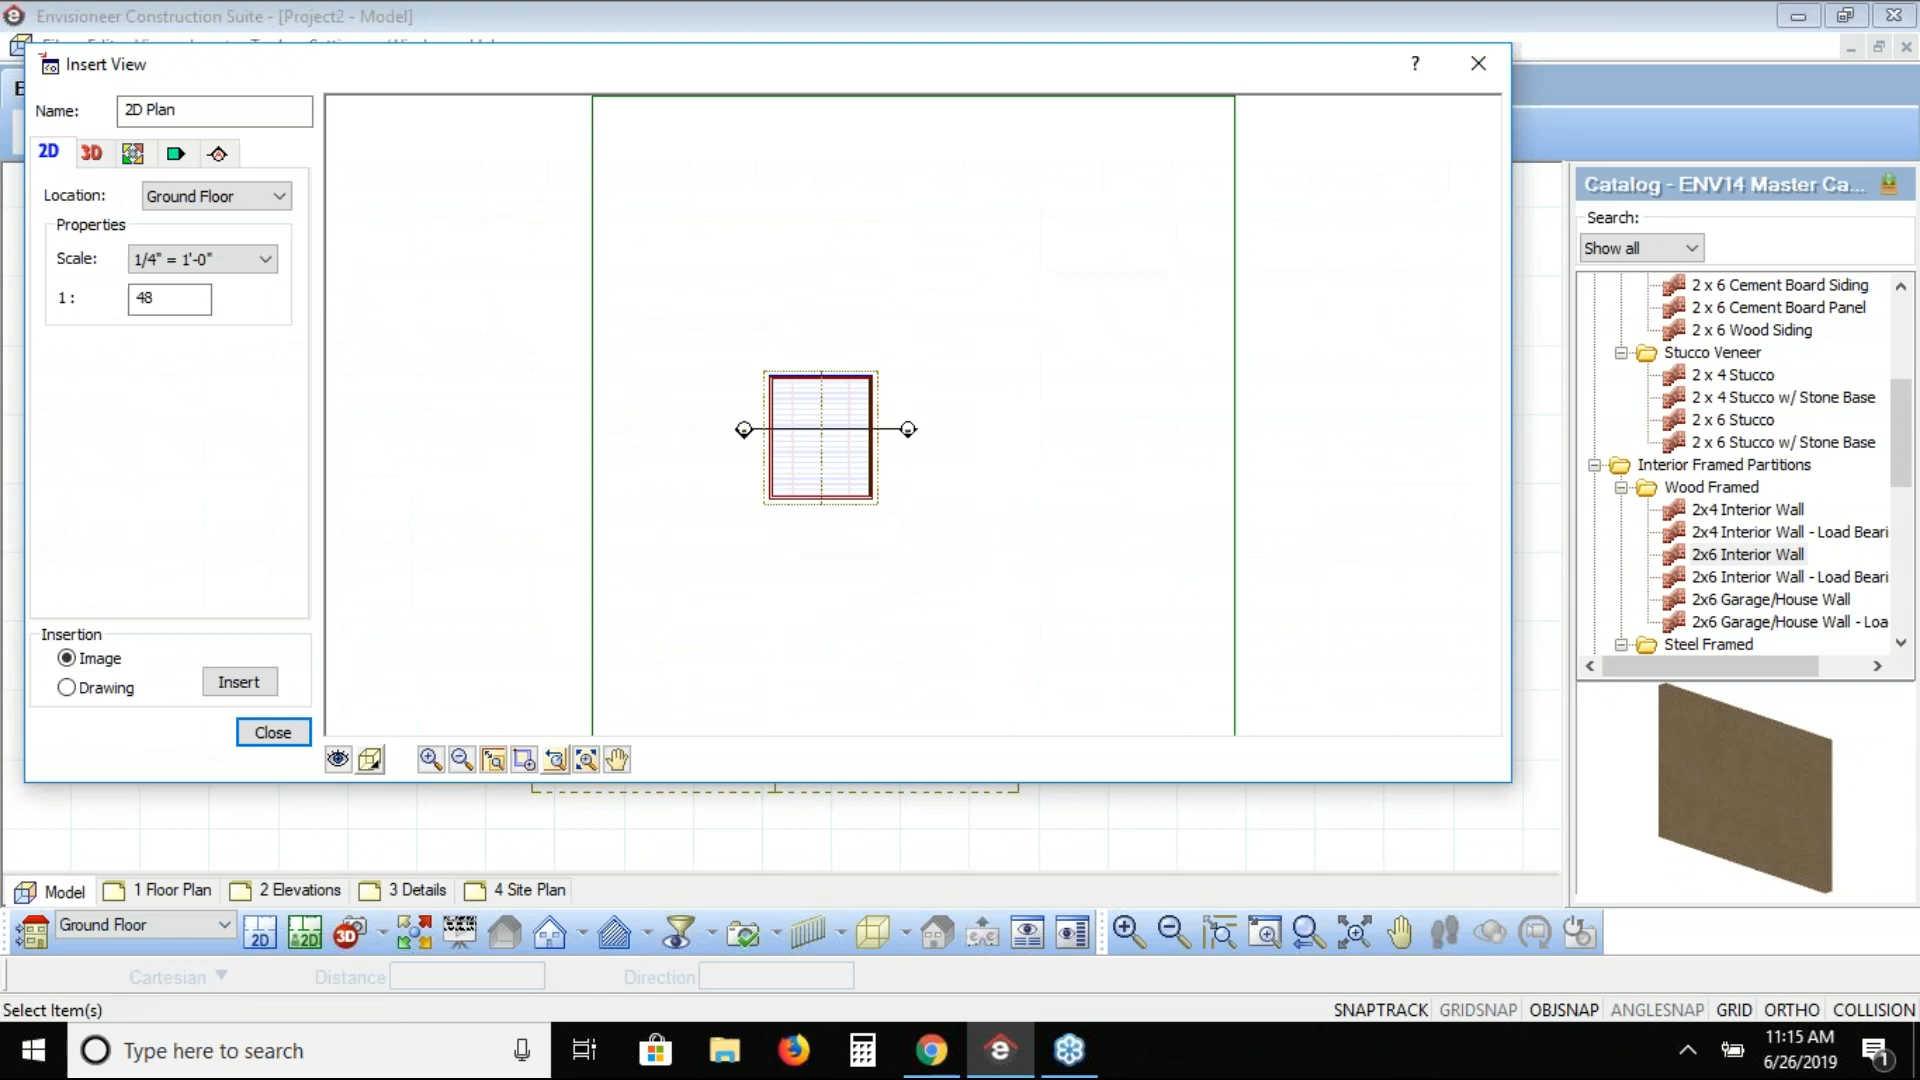 Envisioneer Construction Suite - [Project2 - Model]
Insert View
?
Name:
2D Plan
2D
3D
Location:
Ground Floor
Properties
Scale:
1/4" = 1'-0"
1 :
48
Insertion
Image
Drawing
Insert
Close
Catalog - ENV14 Master Ca...
Search:
Show all
2 x 6 Cement Board Siding
2 x 6 Cement Board Panel
2 x 6 Wood Siding
Stucco Veneer
2 x 4 Stucco
2 x 4 Stucco w/ Stone Base
2 x 6 Stucco
2 x 6 Stucco w/ Stone Base
Interior Framed Partitions
Wood Framed
2x4 Interior Wall
2x4 Interior Wall - Load Beari
2x6 Interior Wall
2x6 Interior Wall - Load Beari
2x6 Garage/House Wall
2x6 Garage/House Wall - Loa
Steel Framed
Model
1 Floor Plan
2 Elevations
3 Details
4 Site Plan
Ground Floor
2D
2D
3D
Cartesian
Distance
Direction
Select Item(s)
SNAPTRACK GRIDSNAP OBJSNAP ANGLESNAP GRID ORTHO COLLISION
Type here to search
11:15 AM
6/26/2019
1